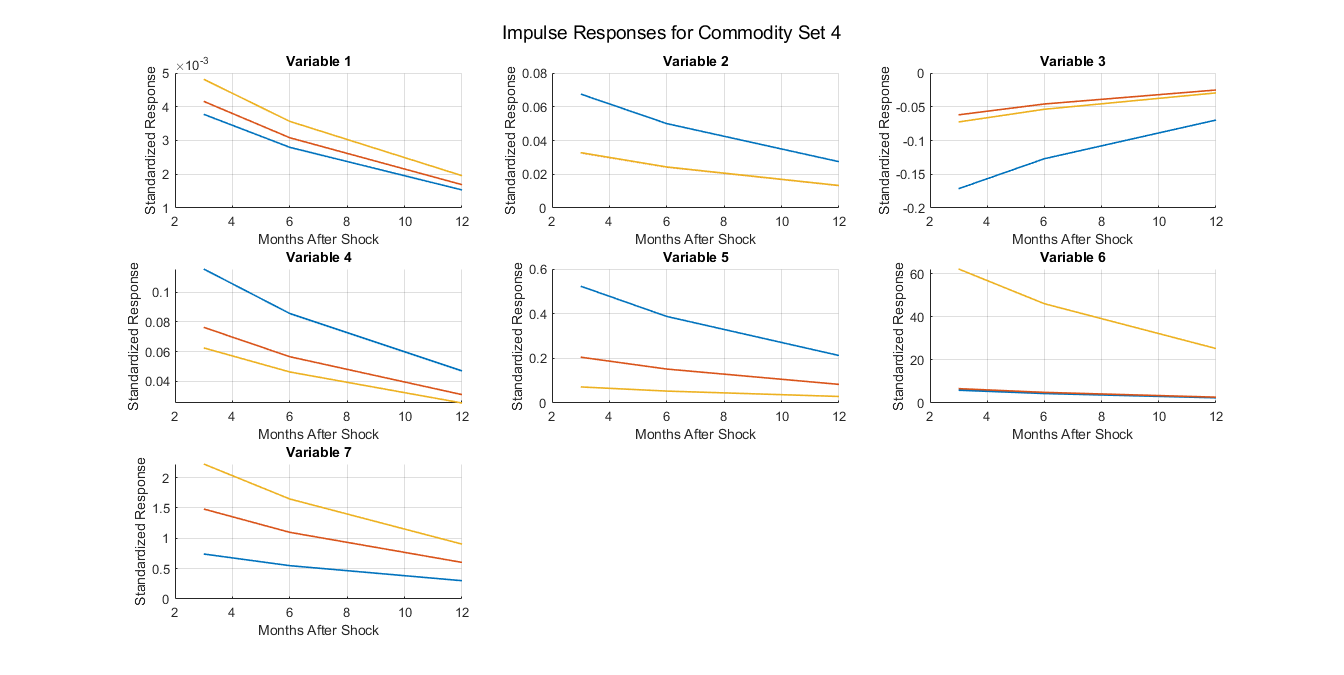 Impulse Responses for Commodity Set 4
Variable 1
×10⁻³
Standardized Response
5
4
3
2
1
2 4 6 8 10 12
Months After Shock
Variable 2
Standardized Response
0.08
0.06
0.04
0.02
0
2 4 6 8 10 12
Months After Shock
Variable 3
Standardized Response
0
-0.05
-0.1
-0.15
-0.2
2 4 6 8 10 12
Months After Shock
Variable 4
Standardized Response
0.1
0.08
0.06
0.04
2 4 6 8 10 12
Months After Shock
Variable 5
Standardized Response
0.6
0.4
0.2
0
2 4 6 8 10 12
Months After Shock
Variable 6
Standardized Response
60
40
20
0
2 4 6 8 10 12
Months After Shock
Variable 7
Standardized Response
2
1.5
1
0.5
0
2 4 6 8 10 12
Months After Shock